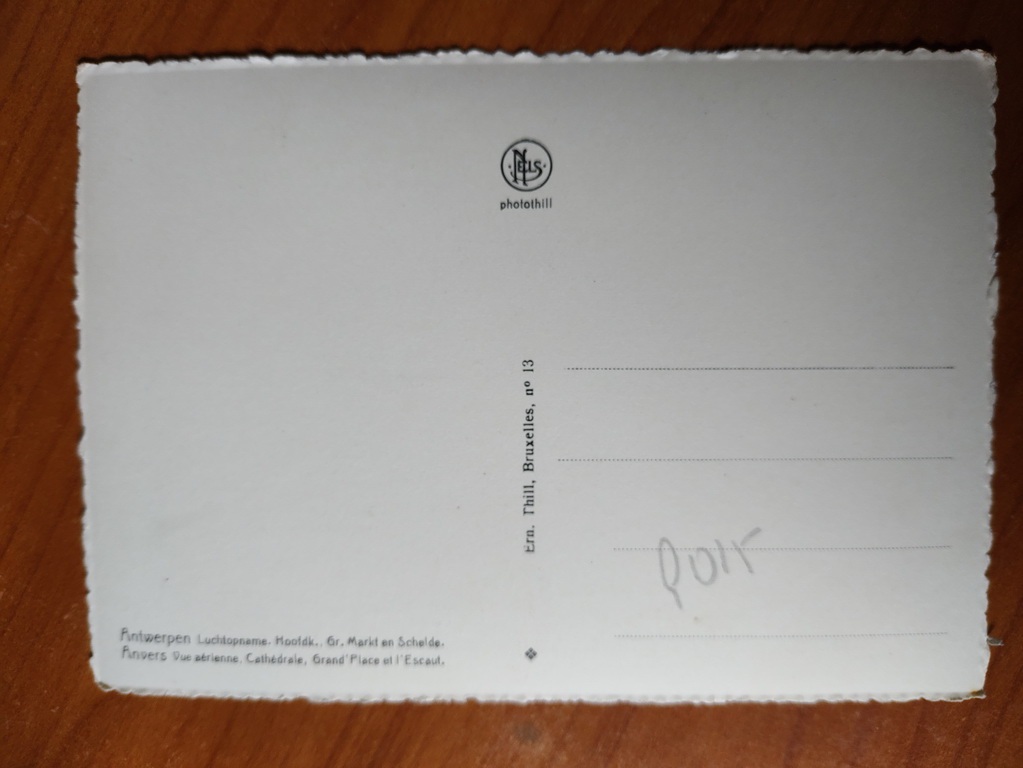 NELS
photothill
Ern. Thill, Bruxelles, nº 13
Antwerpen Luchtopname. Hoofdk., Gr. Markt en Schelde.
Anvers Vue aérienne. Cathédrale, Grand'Place et l'Escaut.